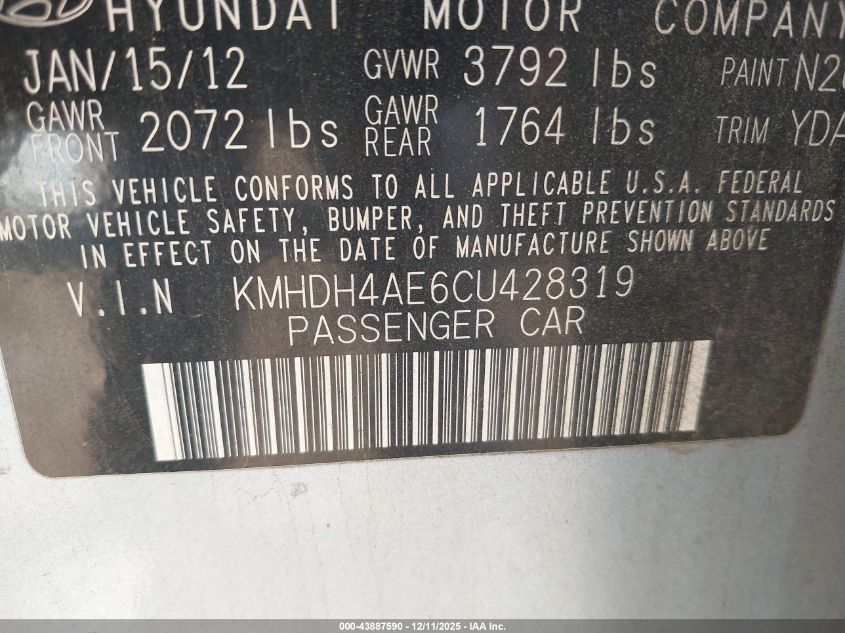 HYUNDAI MOTOR COMPANY
JAN/15/12 GVWR 3792 lbs PAINT
GAWR FRONT 2072 lbs GAWR REAR 1764 lbs TRIM
THIS VEHICLE CONFORMS TO ALL APPLICABLE U.S.A. FEDERAL
MOTOR VEHICLE SAFETY, BUMPER, AND THEFT PREVENTION STANDARDS
IN EFFECT ON THE DATE OF MANUFACTURE SHOWN ABOVE
V.I.N KMHDH4AE6CU428319
PASSENGER CAR
000-43887590 - 12/11/2025 - IAA Inc.